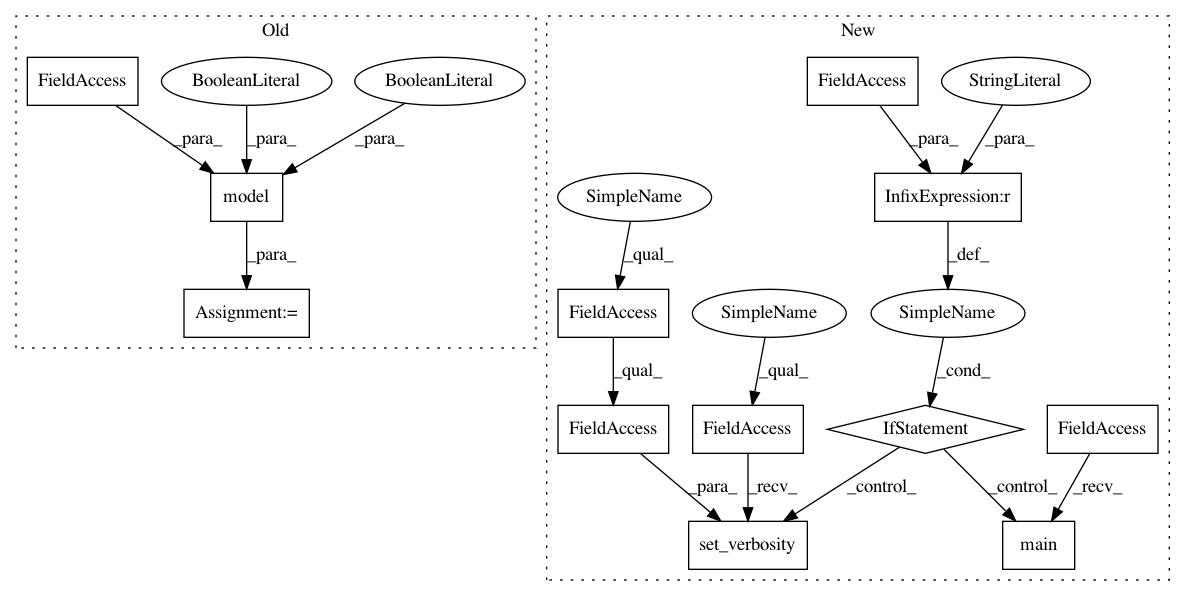 Old
New
FieldAccess
BooleanLiteral
BooleanLiteral
FieldAccess
StringLiteral
_para_
_para_
_para_
_para_
_para_
SimpleName
model
InfixExpression:r
_qual_
_para_
_def_
FieldAccess
SimpleName
SimpleName
Assignment:=
_qual_
_qual_
_cond_
FieldAccess
FieldAccess
IfStatement
FieldAccess
_para_
_recv_
_control_
_control_
_recv_
set_verbosity
main